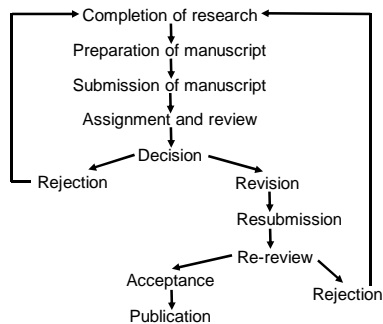 Completion of research
Preparation of manuscript
Submission of manuscript
Assignment and review
Decision
Rejection
Revision
Resubmission
Re-review
Acceptance
Rejection
Publication